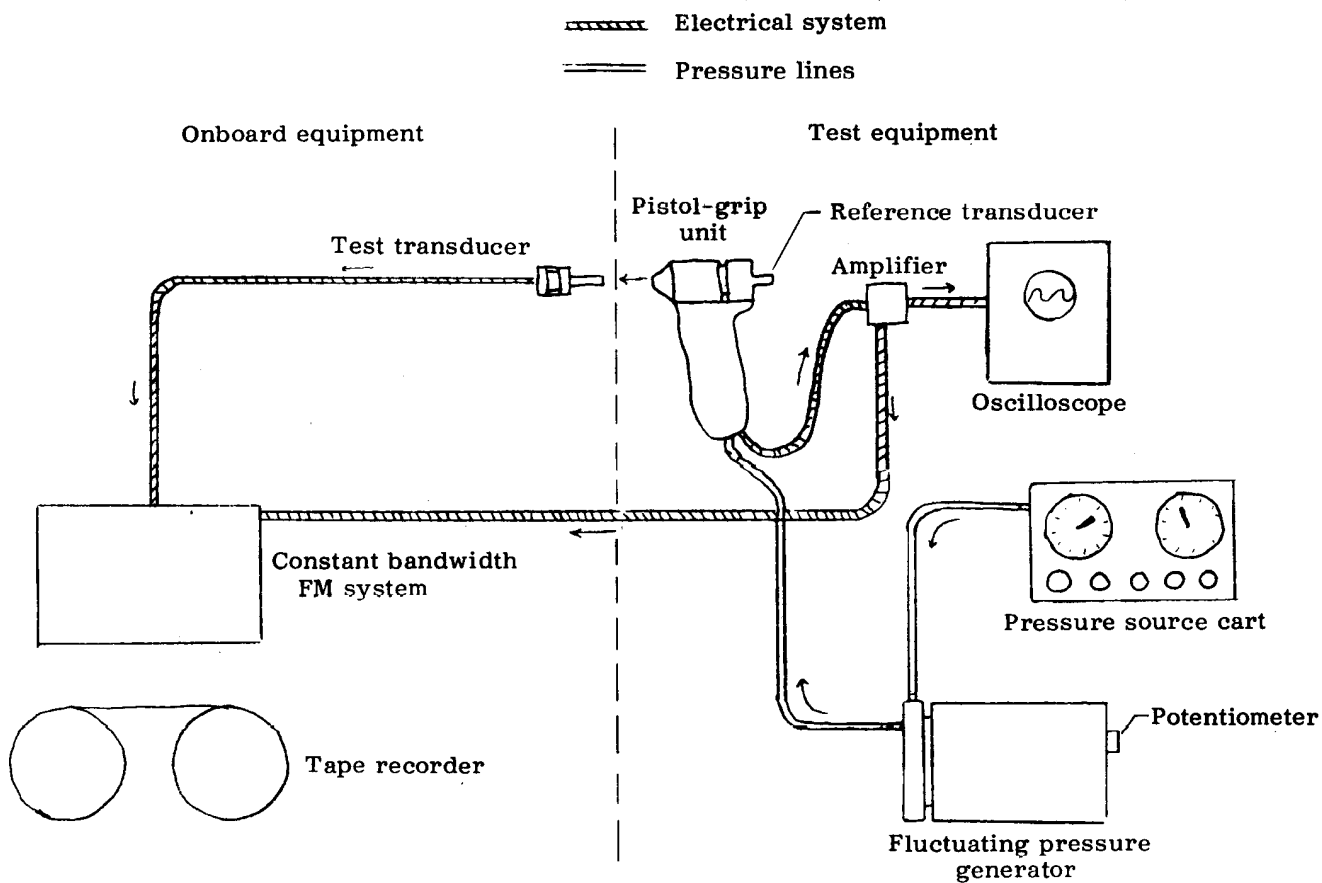 Electrical system
Pressure lines
Onboard equipment
Test equipment
Pistol-grip
unit
Reference transducer
Test transducer
Amplifier
Oscilloscope
Constant bandwidth
FM system
Pressure source cart
Potentiometer
Tape recorder
Fluctuating pressure
generator